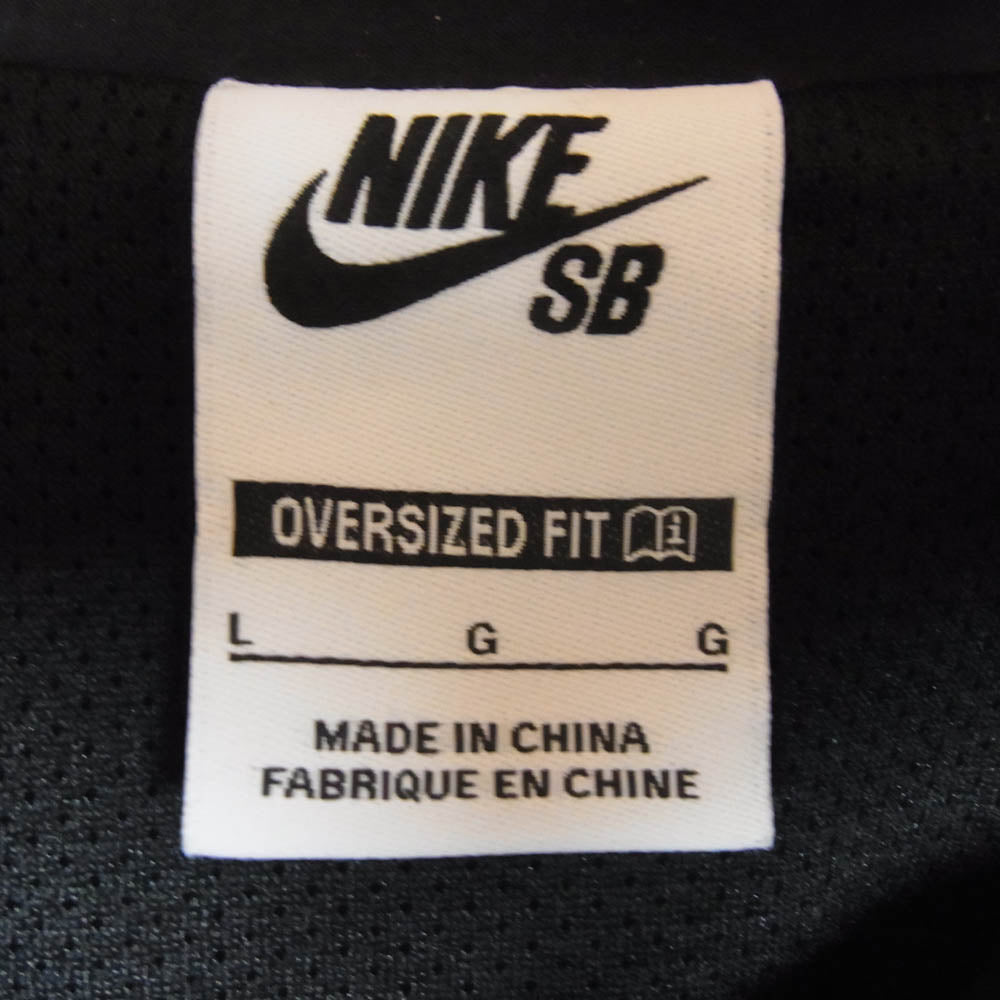 NIKE
SB
OVERSIZED FIT i
L G G
MADE IN CHINA
FABRIQUE EN CHINE